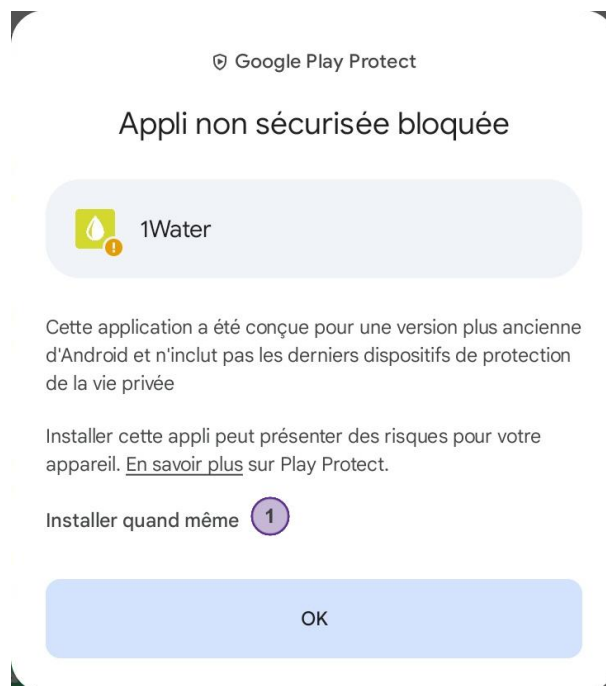 Google Play Protect
Appli non sécurisée bloquée
1Water
Cette application a été conçue pour une version plus ancienne
d'Android et n'inclut pas les derniers dispositifs de protection
de la vie privée
Installer cette appli peut présenter des risques pour votre
appareil. En savoir plus sur Play Protect.
Installer quand même 1
OK